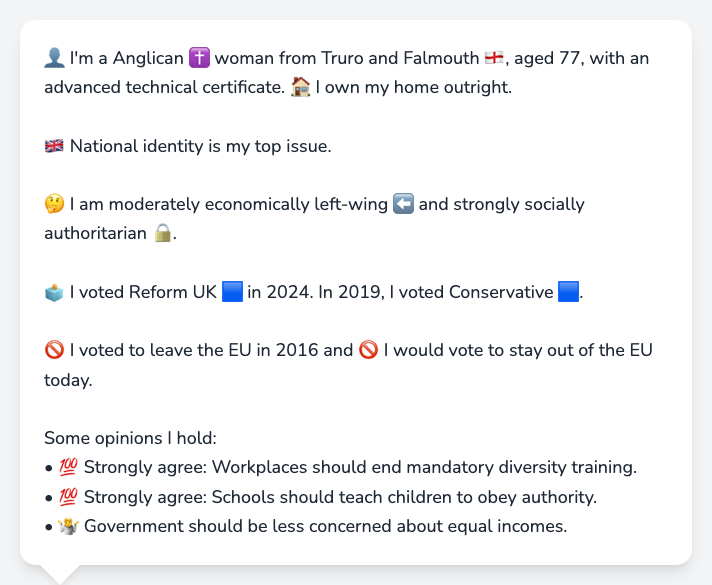 👤 I'm a Anglican ✝️ woman from Truro and Falmouth 🏴󠁧󠁢󠁥󠁮󠁧󠁿, aged 77, with an
advanced technical certificate. 🏠 I own my home outright.
🇬🇧 National identity is my top issue.
🤔 I am moderately economically left-wing ⬅️ and strongly socially
authoritarian 🔒.
🗳️ I voted Reform UK 🟦 in 2024. In 2019, I voted Conservative 🟦.
🚫 I voted to leave the EU in 2016 and 🚫 I would vote to stay out of the EU
today.
Some opinions I hold:
• 💯 Strongly agree: Workplaces should end mandatory diversity training.
• 💯 Strongly agree: Schools should teach children to obey authority.
• 🤷 Government should be less concerned about equal incomes.